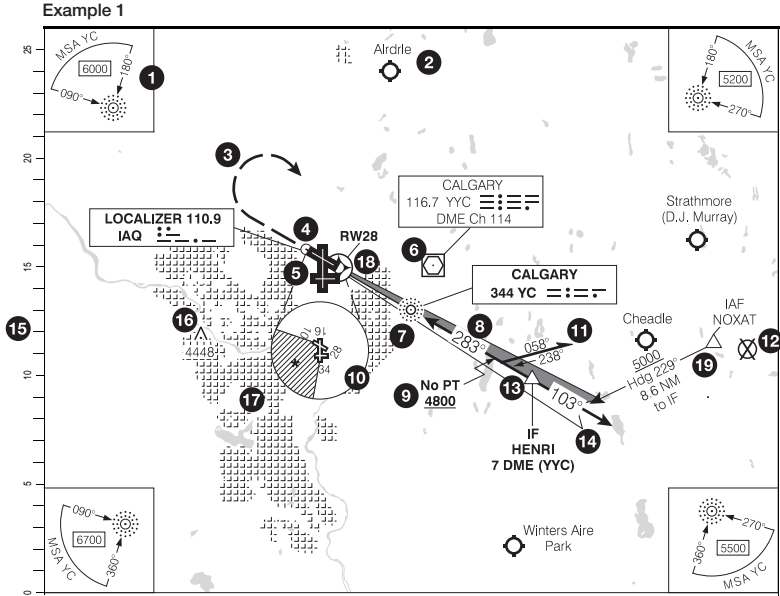 Example 1
MSA YC
6000
180°
090°
1
Airdrle
2
MSA YC
180°
5200
270°
25
20
15
10
5
0
3
LOCALIZER 110.9
IAQ
4
5
RW28
18
CALGARY
116.7 YYC
DME Ch 114
6
Strathmore
(D.J. Murray)
CALGARY
344 YC
7
8
283°
058°
238°
11
Cheadle
5000
Hdg 229°
8.6 NM
to IF
IAF
NOXAT
12
19
15
16
4448
10
16
28
34
*
10
17
9
No PT
4800
13
103°
14
IF
HENRI
7 DME (YYC)
090°
6700
360°
MSA YC
Winters Aire
Park
270°
5500
360°
MSA YC